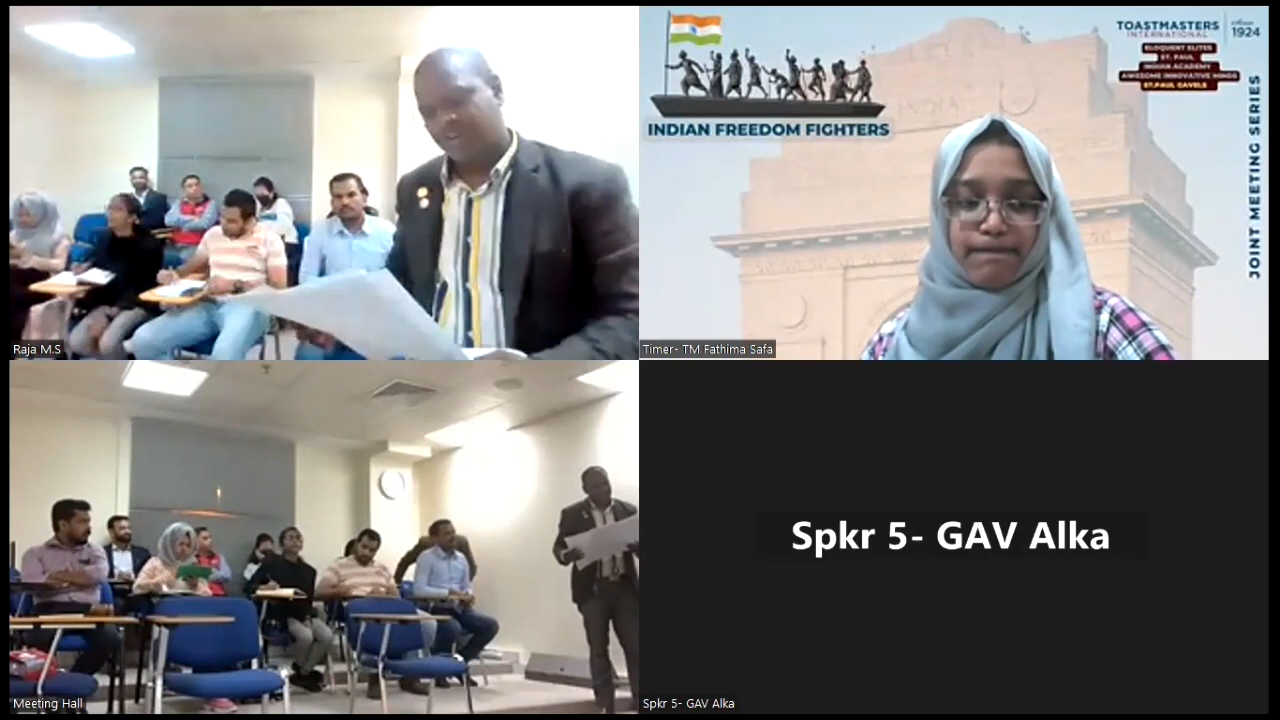 TOASTMASTERS
INTERNATIONAL
Since
1924
ELOQUENT ELITES
ST. PAUL
INDIAN ACADEMY
AWESOME INNOVATIVE MINDS
ST.PAUL GAVELS
INDIAN FREEDOM FIGHTERS
JOINT MEETING SERIES
Raja M.S
Timer- TM Fathima Safa
Spkr 5- GAV Alka
Meeting Hall
Spkr 5- GAV Alka